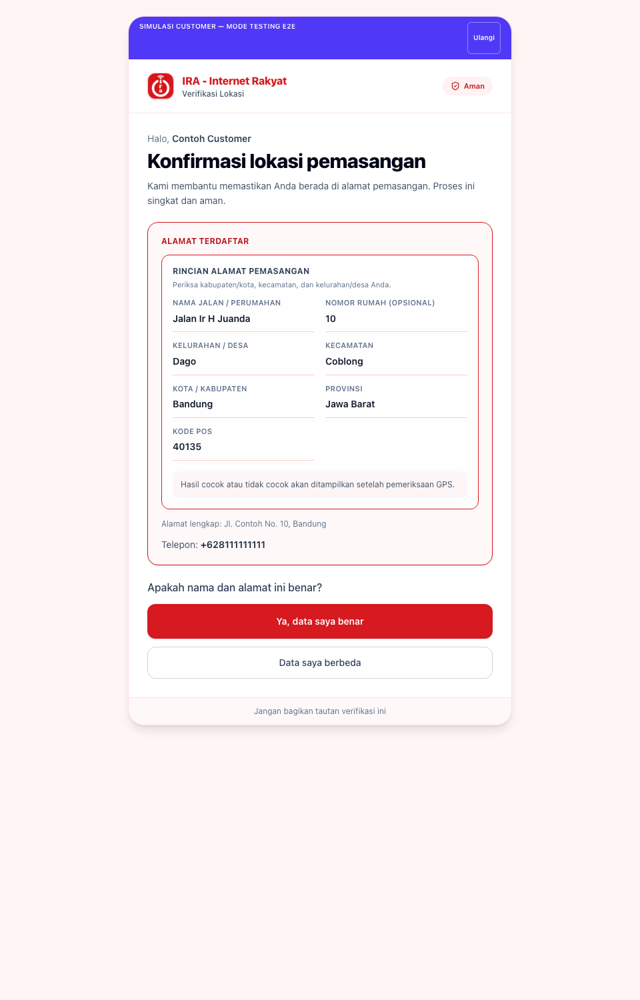 SIMULASI CUSTOMER — MODE TESTING E2E
Ulangi
ira
IRA - Internet Rakyat
Verifikasi Lokasi
Aman
Halo, Contoh Customer
Konfirmasi lokasi pemasangan
Kami membantu memastikan Anda berada di alamat pemasangan. Proses ini
singkat dan aman.
ALAMAT TERDAFTAR
RINCIAN ALAMAT PEMASANGAN
Periksa kabupaten/kota, kecamatan, dan kelurahan/desa Anda.
NAMA JALAN / PERUMAHAN
Jalan Ir H Juanda
NOMOR RUMAH (OPSIONAL)
10
KELURAHAN / DESA
Dago
KECAMATAN
Coblong
KOTA / KABUPATEN
Bandung
PROVINSI
Jawa Barat
KODE POS
40135
Hasil cocok atau tidak cocok akan ditampilkan setelah pemeriksaan GPS.
Alamat lengkap: Jl. Contoh No. 10, Bandung
Telepon: +628111111111
Apakah nama dan alamat ini benar?
Ya, data saya benar
Data saya berbeda
Jangan bagikan tautan verifikasi ini